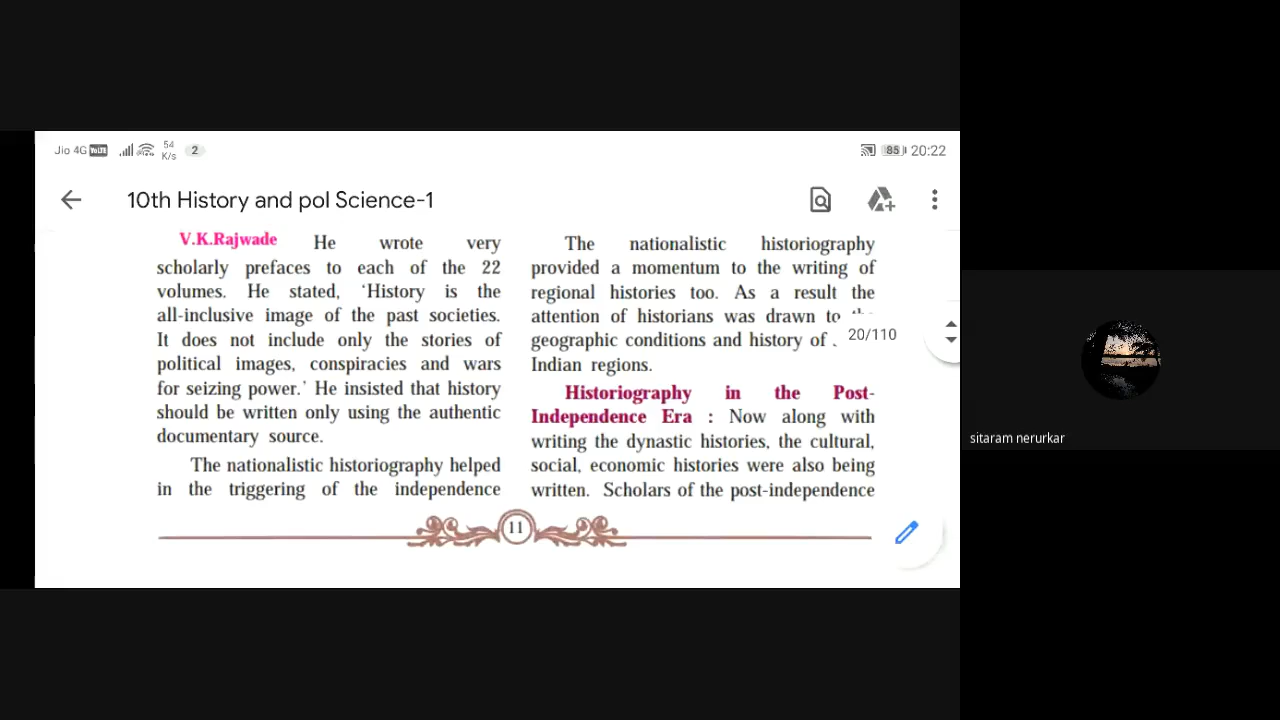 Jio 4G VoLTE 54 K/s 2 85 20:22
10th History and pol Science-1
V.K.Rajwade He wrote very
scholarly prefaces to each of the 22
volumes. He stated, 'History is the
all-inclusive image of the past societies.
It does not include only the stories of
political images, conspiracies and wars
for seizing power.' He insisted that history
should be written only using the authentic
documentary source.
The nationalistic historiography helped
in the triggering of the independence
The nationalistic historiography
provided a momentum to the writing of
regional histories too. As a result the
attention of historians was drawn to
geographic conditions and history of
Indian regions.
20/110
Historiography in the Post-
Independence Era : Now along with
writing the dynastic histories, the cultural,
social, economic histories were also being
written. Scholars of the post-independence
11
sitaram nerurkar